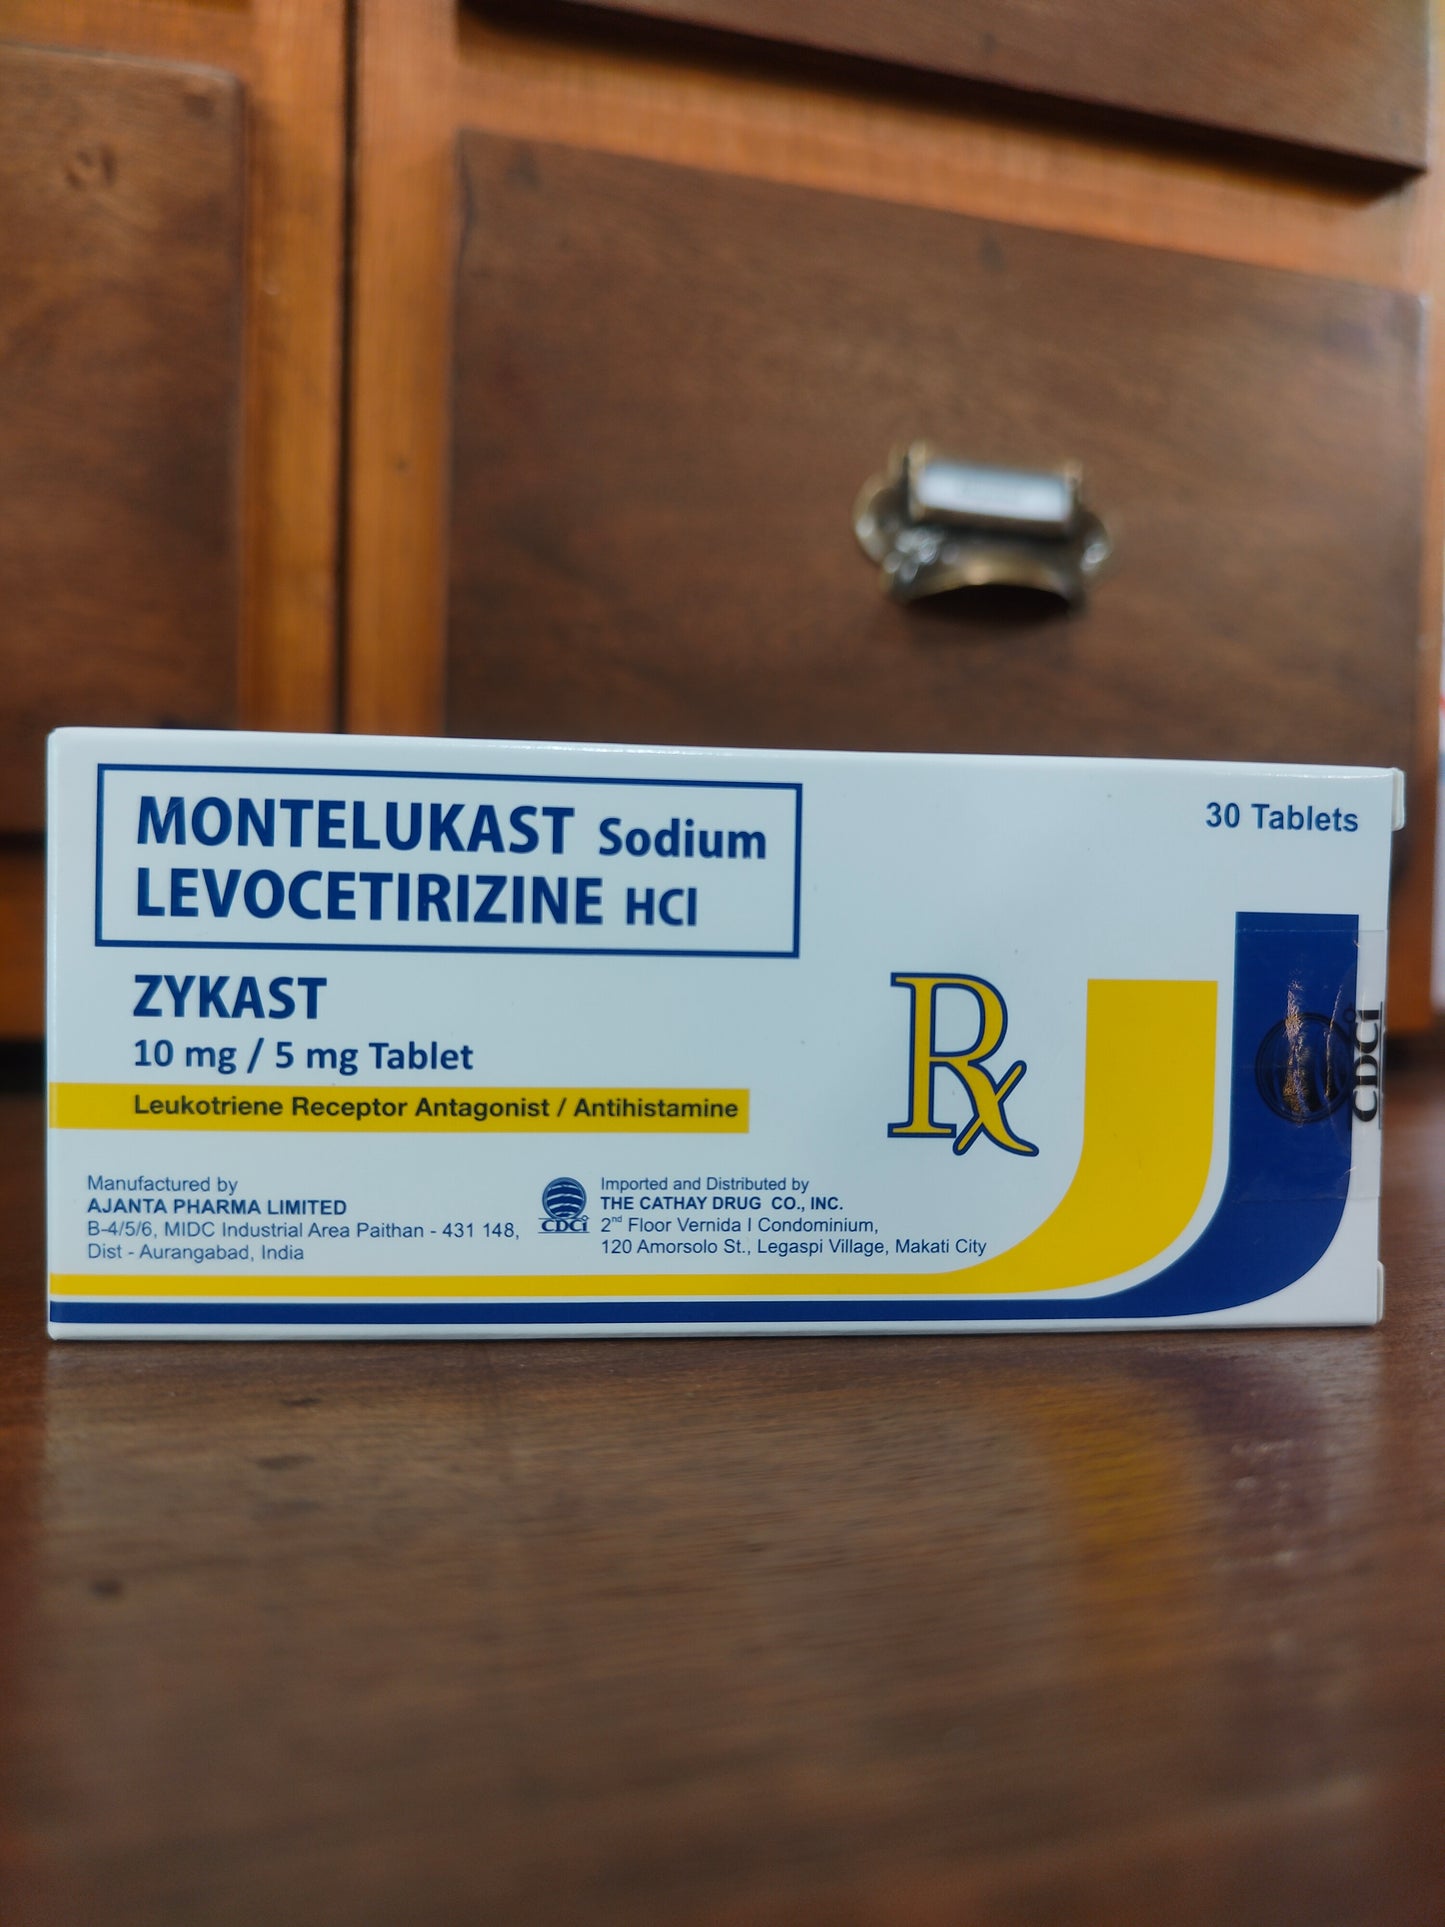 MONTELUKAST Sodium
LEVOCETIRIZINE HCl
30 Tablets
ZYKAST
10 mg / 5 mg Tablet
Leukotriene Receptor Antagonist / Antihistamine
Rx
CDCi
Manufactured by
AJANTA PHARMA LIMITED
B-4/5/6, MIDC Industrial Area Paithan - 431 148,
Dist - Aurangabad, India
CDCi
Imported and Distributed by
THE CATHAY DRUG CO., INC.
2nd Floor Vernida I Condominium,
120 Amorsolo St., Legaspi Village, Makati City